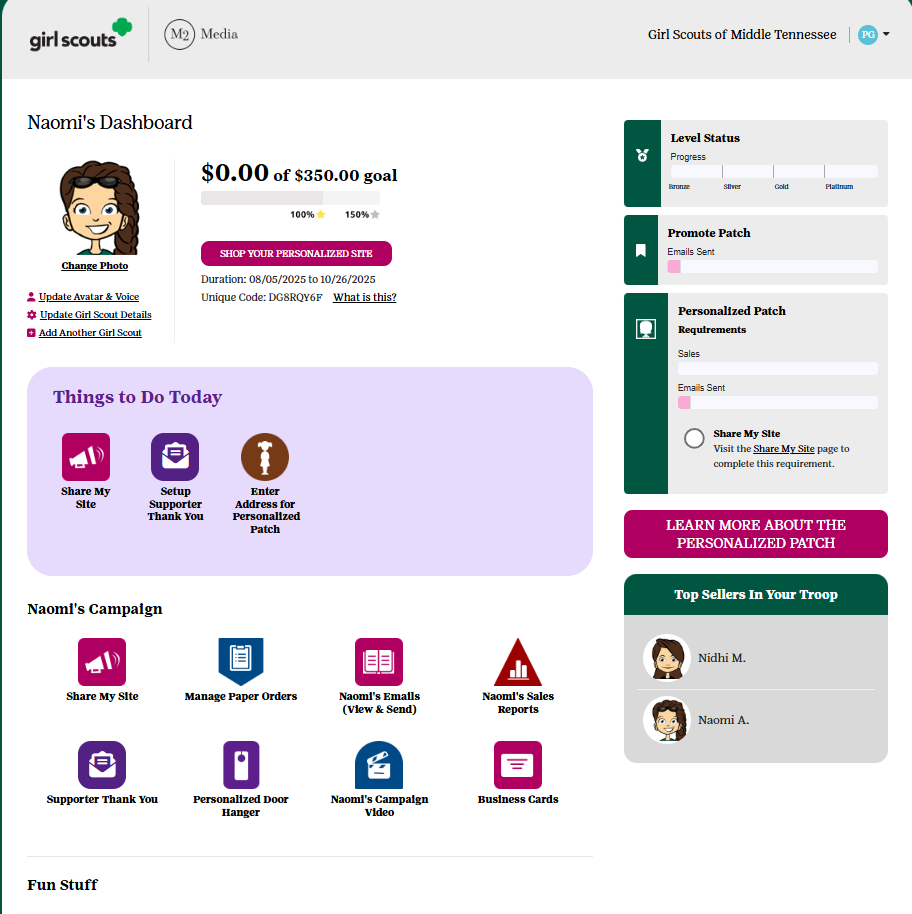 girl scouts
M2 Media
Girl Scouts of Middle Tennessee
PG
Naomi's Dashboard
Change Photo
Update Avatar & Voice
Update Girl Scout Details
Add Another Girl Scout
$0.00 of $350.00 goal
100% 150%
SHOP YOUR PERSONALIZED SITE
Duration: 08/05/2025 to 10/26/2025
Unique Code: DG8RQY6F What is this?
Things to Do Today
Share My
Site
Setup
Supporter
Thank You
Enter
Address for
Personalized
Patch
Naomi's Campaign
Share My Site
Manage Paper Orders
Naomi's Emails
(View & Send)
Naomi's Sales
Reports
Supporter Thank You
Personalized Door
Hanger
Naomi's Campaign
Video
Business Cards
Fun Stuff
Level Status
Progress
Bronze Silver Gold Platinum
Promote Patch
Emails Sent
Personalized Patch
Requirements
Sales
Emails Sent
Share My Site
Visit the Share My Site page to
complete this requirement.
LEARN MORE ABOUT THE
PERSONALIZED PATCH
Top Sellers In Your Troop
Nidhi M.
Naomi A.